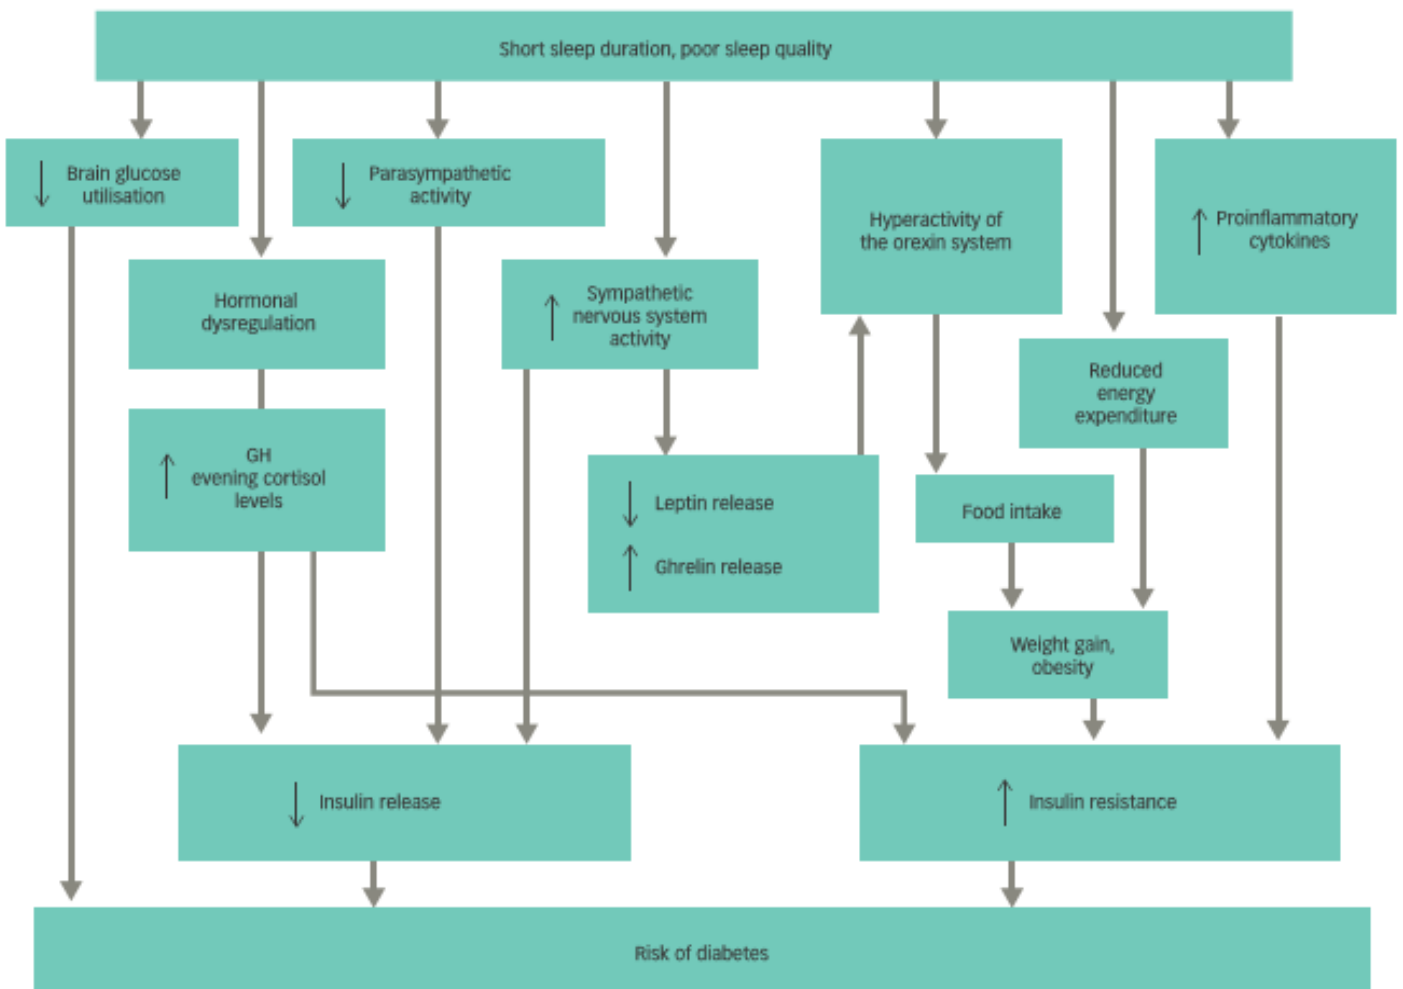 Short sleep duration, poor sleep quality
Brain glucose
utilisation
Parasympathetic
activity
Hyperactivity of
the orexin system
Proinflammatory
cytokines
Hormonal
dysregulation
Sympathetic
nervous system
activity
Reduced
energy
expenditure
GH
evening cortisol
levels
Leptin release
Ghrelin release
Food intake
Weight gain,
obesity
Insulin release
Insulin resistance
Risk of diabetes